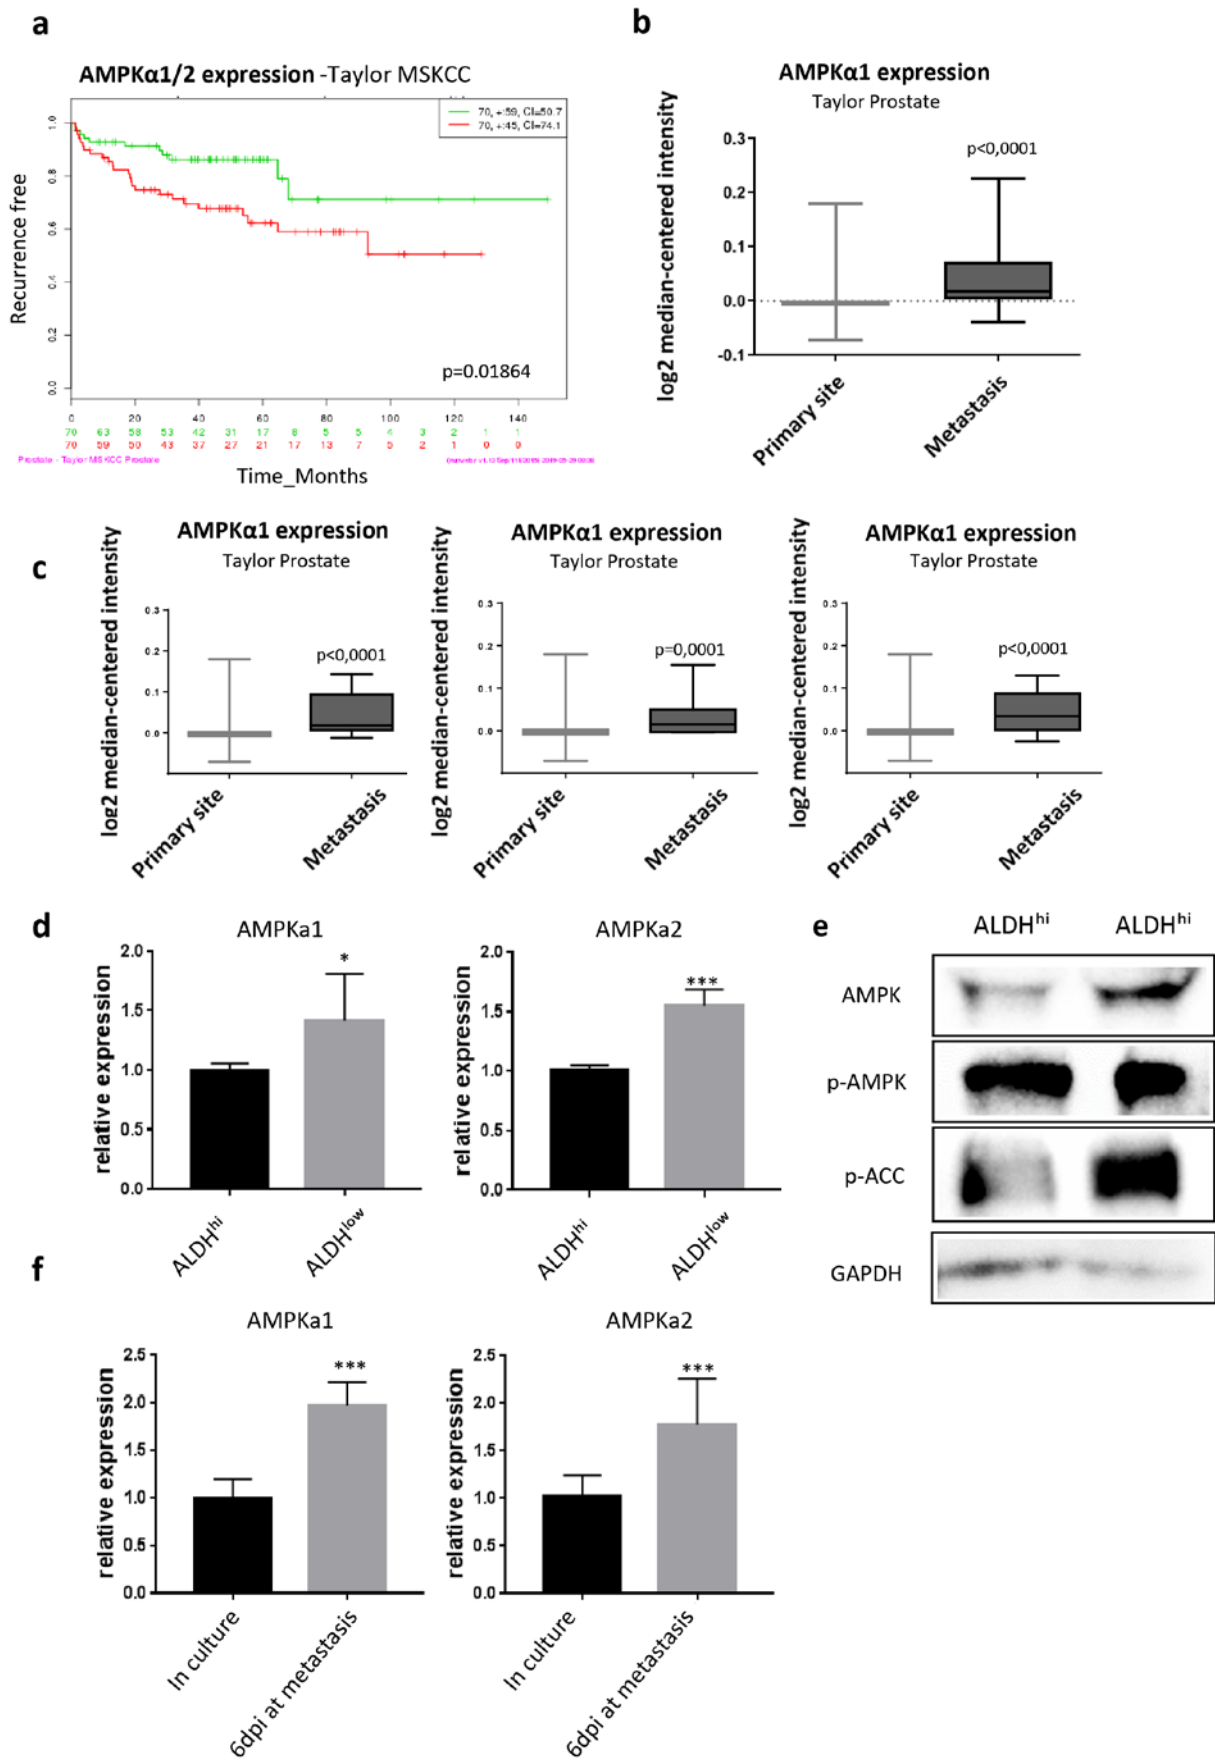 a
AMPKα1/2 expression -Taylor MSKCC
70, +:59, CI=50.7
70, +:45, CI=74.1
Recurrence free
1.0
0.8
0.6
0.4
0.2
0.0
p=0.01864
0 20 40 60 80 100 120 140
70 63 58 53 42 31 17 8 5 5 4 3 2 1 1
70 59 50 43 37 27 21 17 13 7 5 2 1 0 0
Prostate - Taylor MSKCC Prostate
Time_Months
b
AMPKα1 expression
Taylor Prostate
log2 median-centered intensity
0.3
0.2
0.1
0.0
-0.1
p<0,0001
Primary site
Metastasis
c
AMPKα1 expression
Taylor Prostate
log2 median-centered intensity
0.3
0.2
0.1
0.0
p<0,0001
Primary site
Metastasis
AMPKα1 expression
Taylor Prostate
log2 median-centered intensity
0.3
0.2
0.1
0.0
p=0,0001
Primary site
Metastasis
AMPKα1 expression
Taylor Prostate
log2 median-centered intensity
0.3
0.2
0.1
0.0
p<0,0001
Primary site
Metastasis
d
AMPKa1
relative expression
2.0
1.5
1.0
0.5
0.0
*
ALDHhi
ALDHlow
AMPKa2
relative expression
2.0
1.5
1.0
0.5
0.0
***
ALDHhi
ALDHlow
e
ALDHhi ALDHhi
AMPK
p-AMPK
p-ACC
GAPDH
f
AMPKa1
relative expression
2.5
2.0
1.5
1.0
0.5
0.0
***
In culture
6dpi at metastasis
AMPKa2
relative expression
2.5
2.0
1.5
1.0
0.5
0.0
***
In culture
6dpi at metastasis